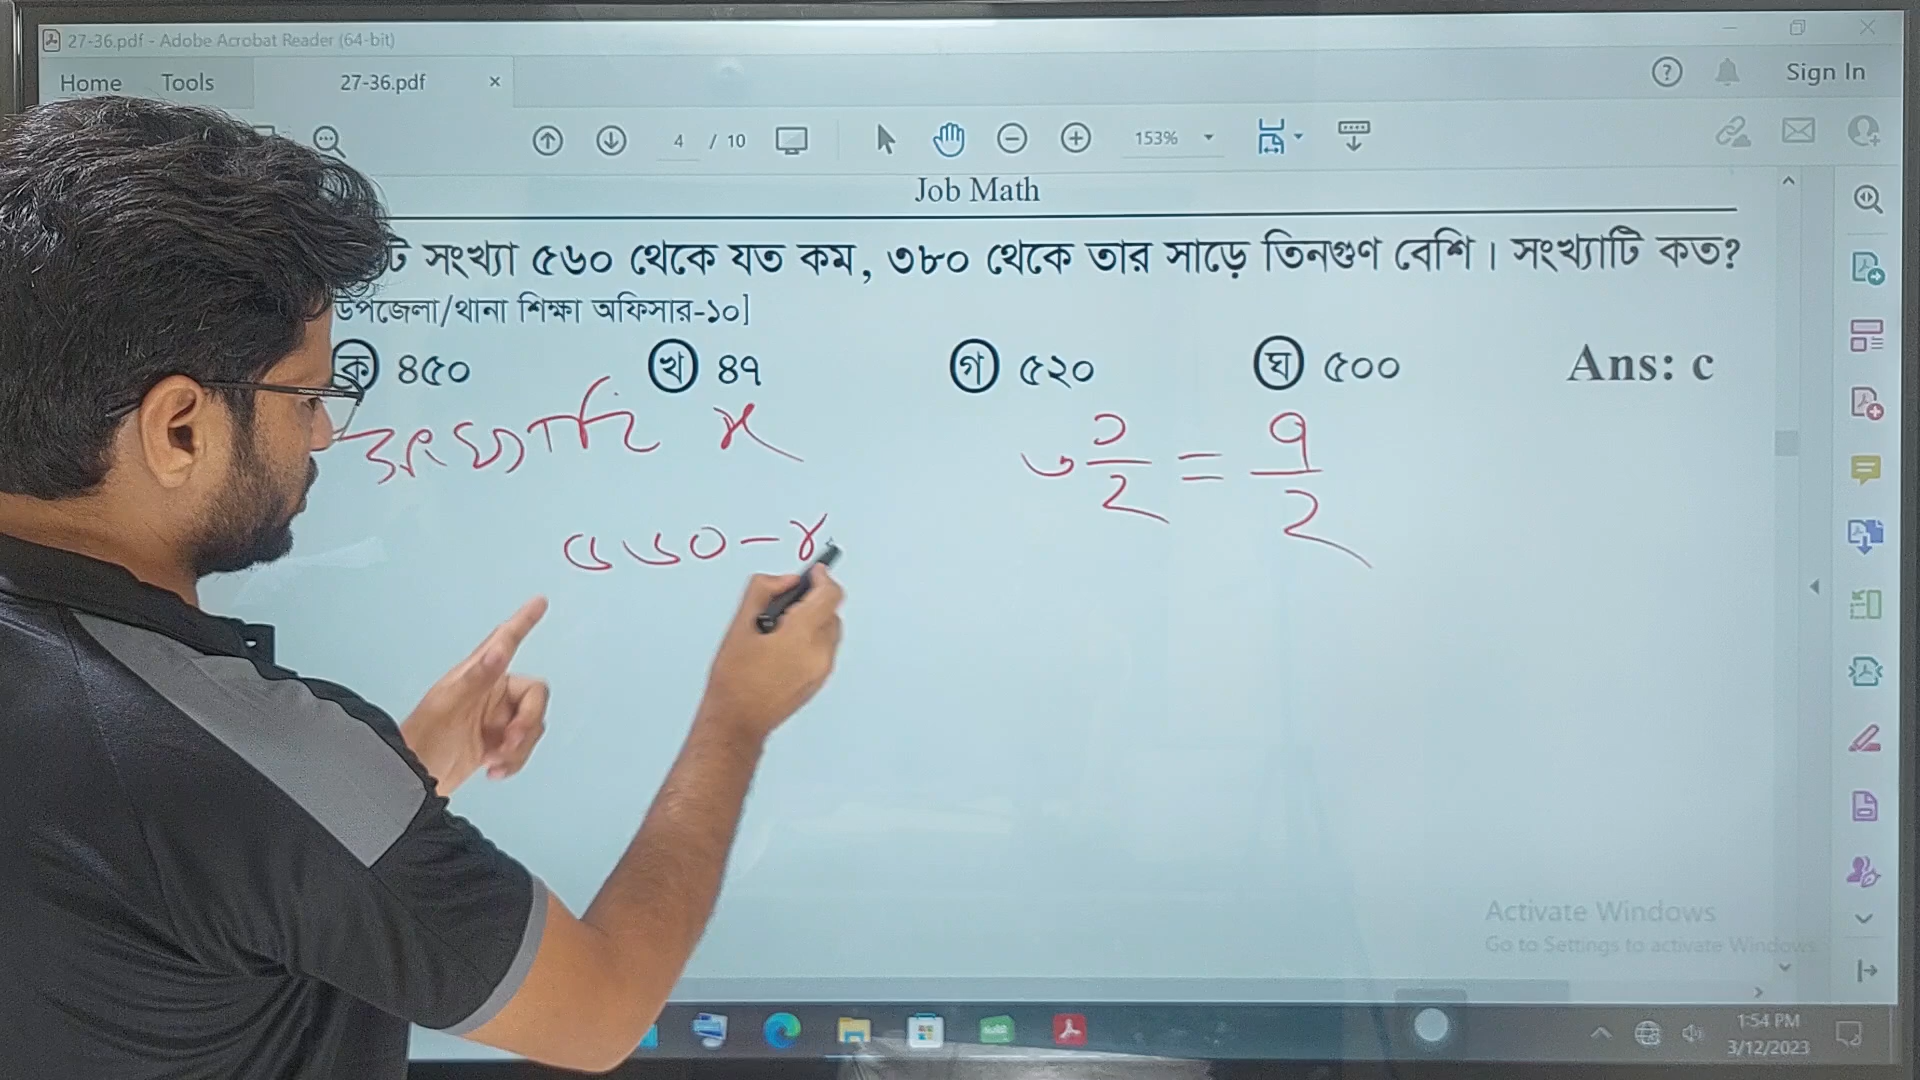 27-36.pdf - Adobe Acrobat Reader (64-bit)
Home Tools 27-36.pdf × ? Sign In
4 / 10 153%
Job Math
টি সংখ্যা ৫৬০ থেকে যত কম, ৩৮০ থেকে তার সাড়ে তিনগুণ বেশি। সংখ্যাটি কত?
উপজেলা/থানা শিক্ষা অফিসার-১০]
ক ৪৫০ খ ৪৭ গ ৫২০ ঘ ৫০০ Ans: c
সংখ্যাটি x
৩ ১/২ = ৭/২
৫৬০ - x
Activate Windows
Go to Settings to activate Windows.
1:54 PM
3/12/2023